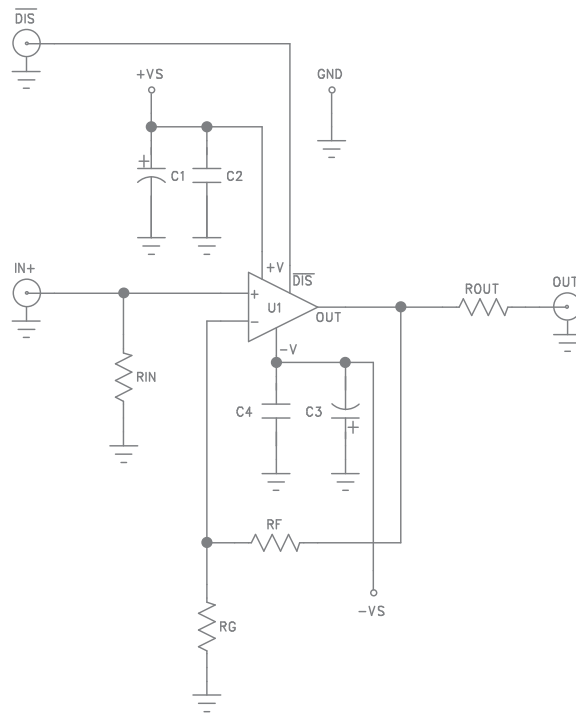 DIS
+VS
GND
+
C1
C2
IN+
+V
DIS
+
U1
−
OUT
ROUT
OUT
−V
RIN
C4
C3
+
RF
−VS
RG